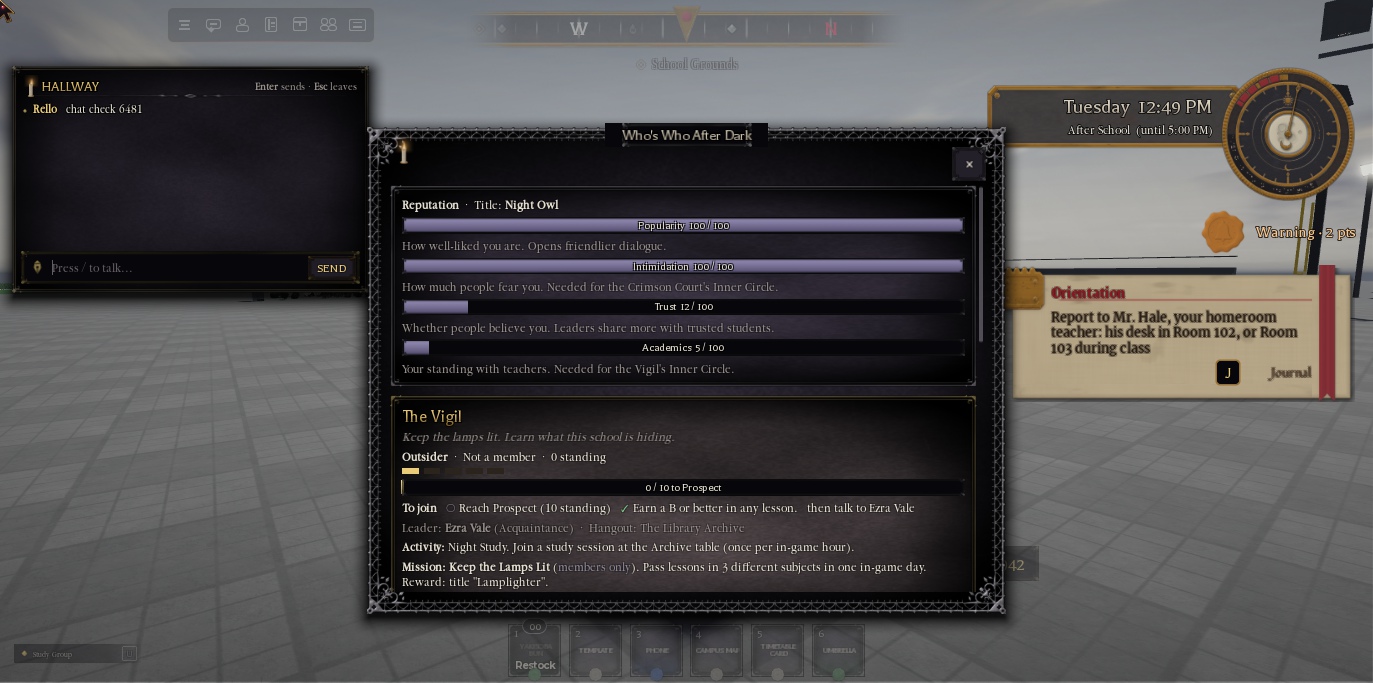 W
N
School Grounds
HALLWAY
Enter sends · Esc leaves
Rello chat check 6481
Press / to talk...
SEND
Tuesday 12:49 PM
After School (until 5:00 PM)
Warning · 2 pts
Orientation
Report to Mr. Hale, your homeroom
teacher: his desk in Room 102, or Room
103 during class
J
Journal
Who's Who After Dark
×
Reputation · Title: Night Owl
Popularity 100 / 100
How well-liked you are. Opens friendlier dialogue.
Intimidation 100 / 100
How much people fear you. Needed for the Crimson Court's Inner Circle.
Trust 12 / 100
Whether people believe you. Leaders share more with trusted students.
Academics 5 / 100
Your standing with teachers. Needed for the Vigil's Inner Circle.
The Vigil
Keep the lamps lit. Learn what this school is hiding.
Outsider · Not a member · 0 standing
0 / 10 to Prospect
To join ○ Reach Prospect (10 standing) ✓ Earn a B or better in any lesson. then talk to Ezra Vale
Leader: Ezra Vale (Acquaintance) · Hangout: The Library Archive
Activity: Night Study. Join a study session at the Archive table (once per in-game hour).
Mission: Keep the Lamps Lit (members only). Pass lessons in 3 different subjects in one in-game day.
Reward: title "Lamplighter".
42
Study Group
1
00
Restock
2
TEMPLATE
3
PHONE
4
CAMPUS MAP
5
TIMETABLE
CARD
6
UMBRELLA